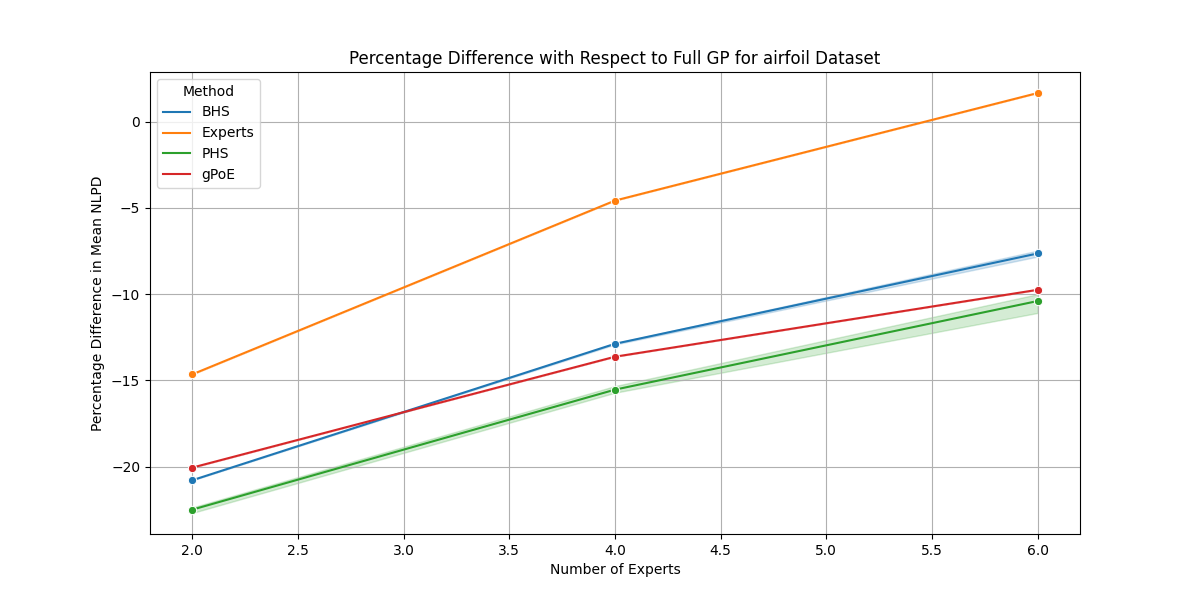 Percentage Difference with Respect to Full GP for airfoil Dataset
Method
BHS
Experts
PHS
gPoE
Percentage Difference in Mean NLPD
0
−5
−10
−15
−20
2.0 2.5 3.0 3.5 4.0 4.5 5.0 5.5 6.0
Number of Experts